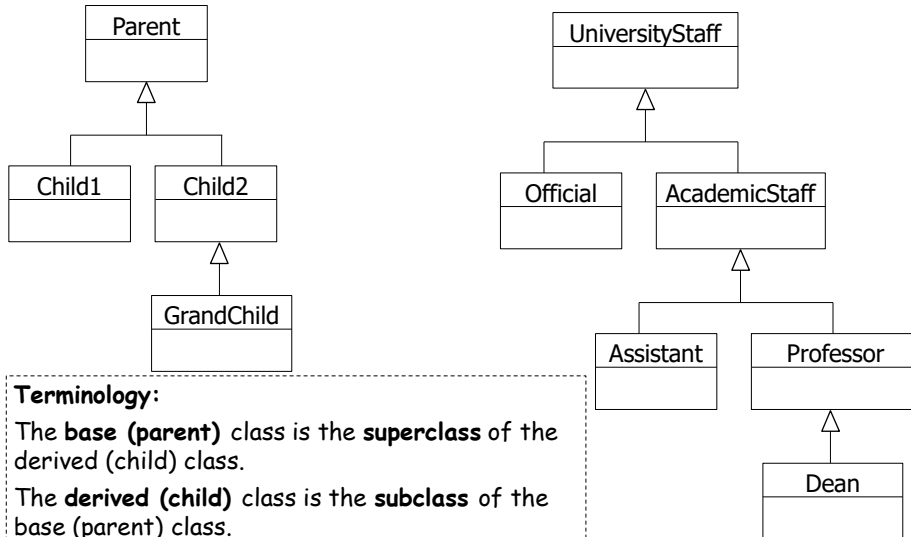 Parent
UniversityStaff
Child1
Child2
Official
AcademicStaff
GrandChild
Assistant
Professor
Dean
Terminology:
The base (parent) class is the superclass of the
derived (child) class.
The derived (child) class is the subclass of the
base (parent) class.